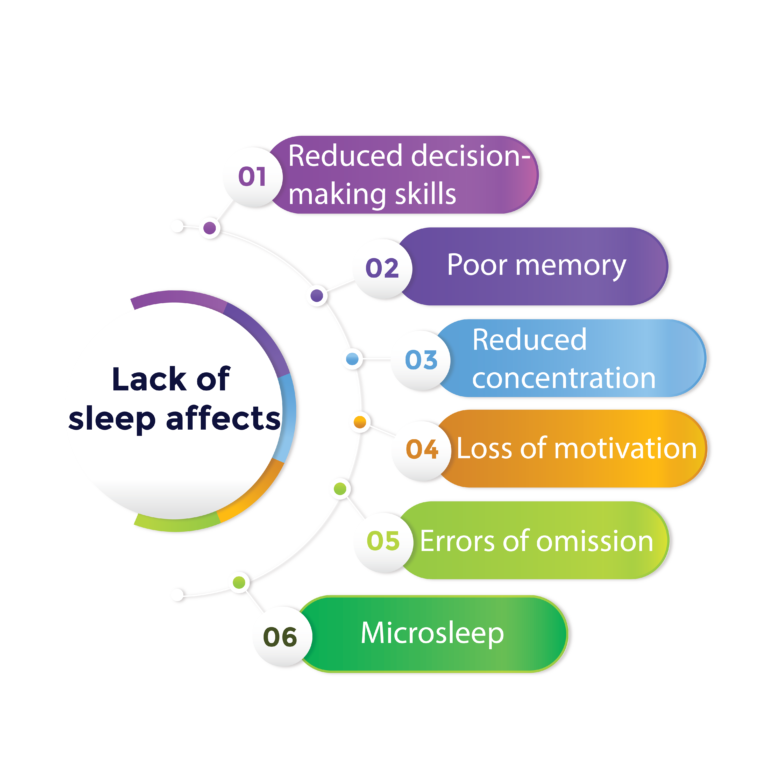 Lack of
sleep affects
01
Reduced decision-
making skills
02
Poor memory
03
Reduced
concentration
04
Loss of motivation
05
Errors of omission
06
Microsleep